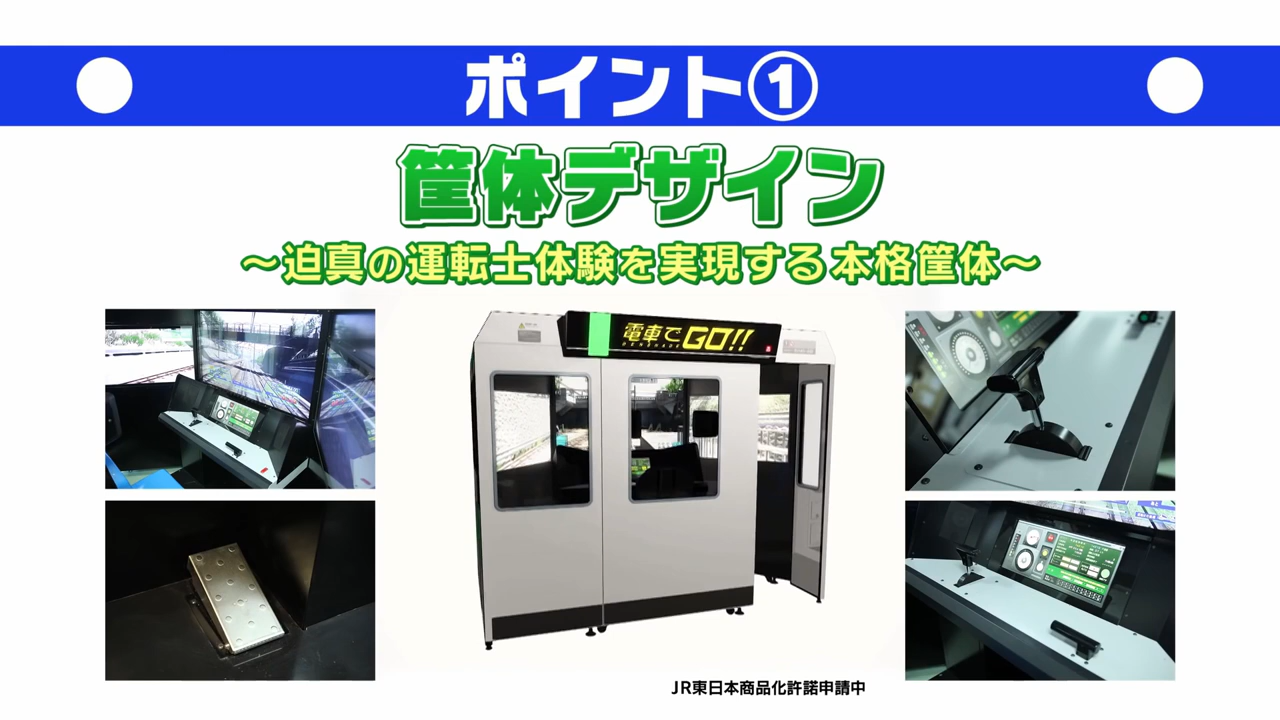 ポイント①
筐体デザイン
～迫真の運転士体験を実現する本格筐体～
電車でGO!!
DENSHA DE
JR東日本商品化許諾申請中